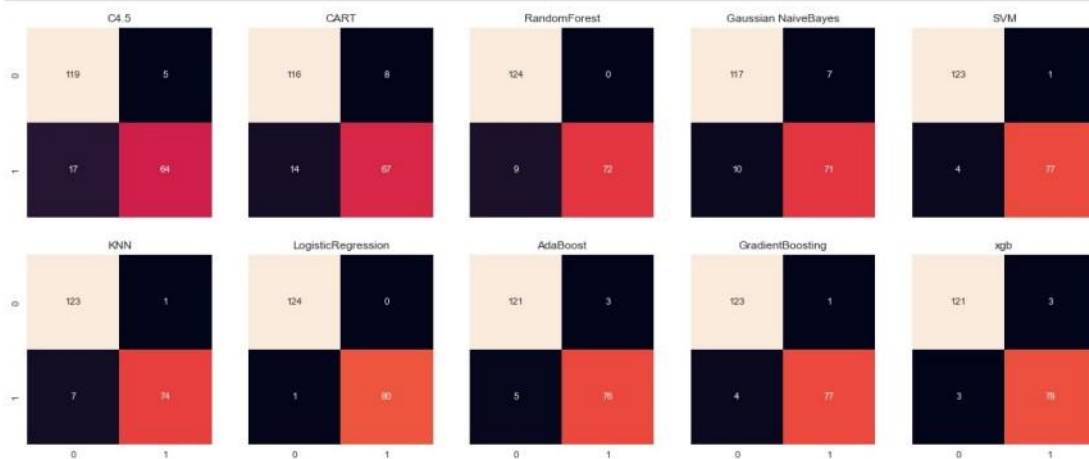 C4.5 CART RandomForest Gaussian NaiveBayes SVM
0 119 5 116 8 124 0 117 7 123 1
1 17 64 14 67 9 72 10 71 4 77
KNN LogisticRegression AdaBoost GradientBoosting xgb
0 123 1 124 0 121 3 123 1 121 3
1 7 74 1 80 5 76 4 77 3 78
0 1 0 1 0 1 0 1 0 1